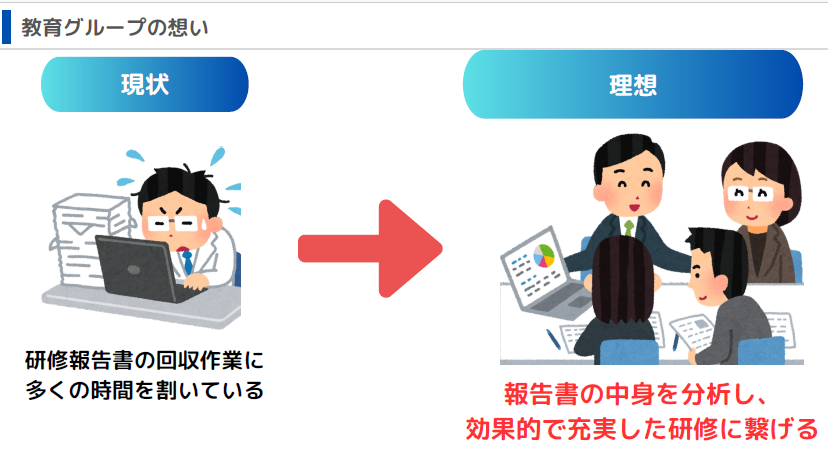 教育グループの想い
現状
理想
研修報告書の回収作業に
多くの時間を割いている
報告書の中身を分析し、
効果的で充実した研修に繋げる